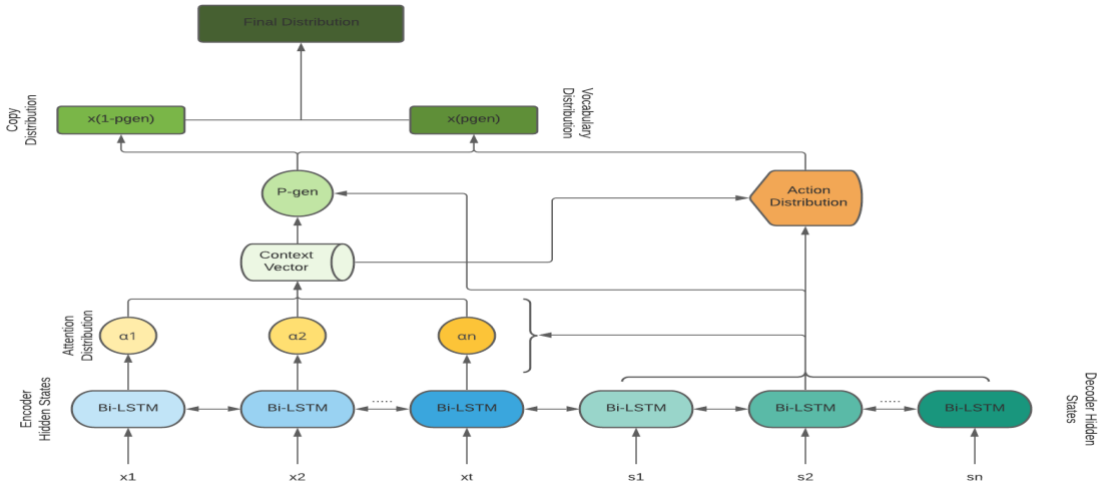 Final Distribution
Copy
Distribution
x(1-pgen)
x(pgen)
Vocabulary
Distribution
P-gen
Action
Distribution
Context
Vector
Attention
Distribution
α1
α2
αn
Encoder
Hidden States
Bi-LSTM
Bi-LSTM
.....
Bi-LSTM
Bi-LSTM
Bi-LSTM
.....
Bi-LSTM
Decoder Hidden
States
x1
x2
xt
s1
s2
sn